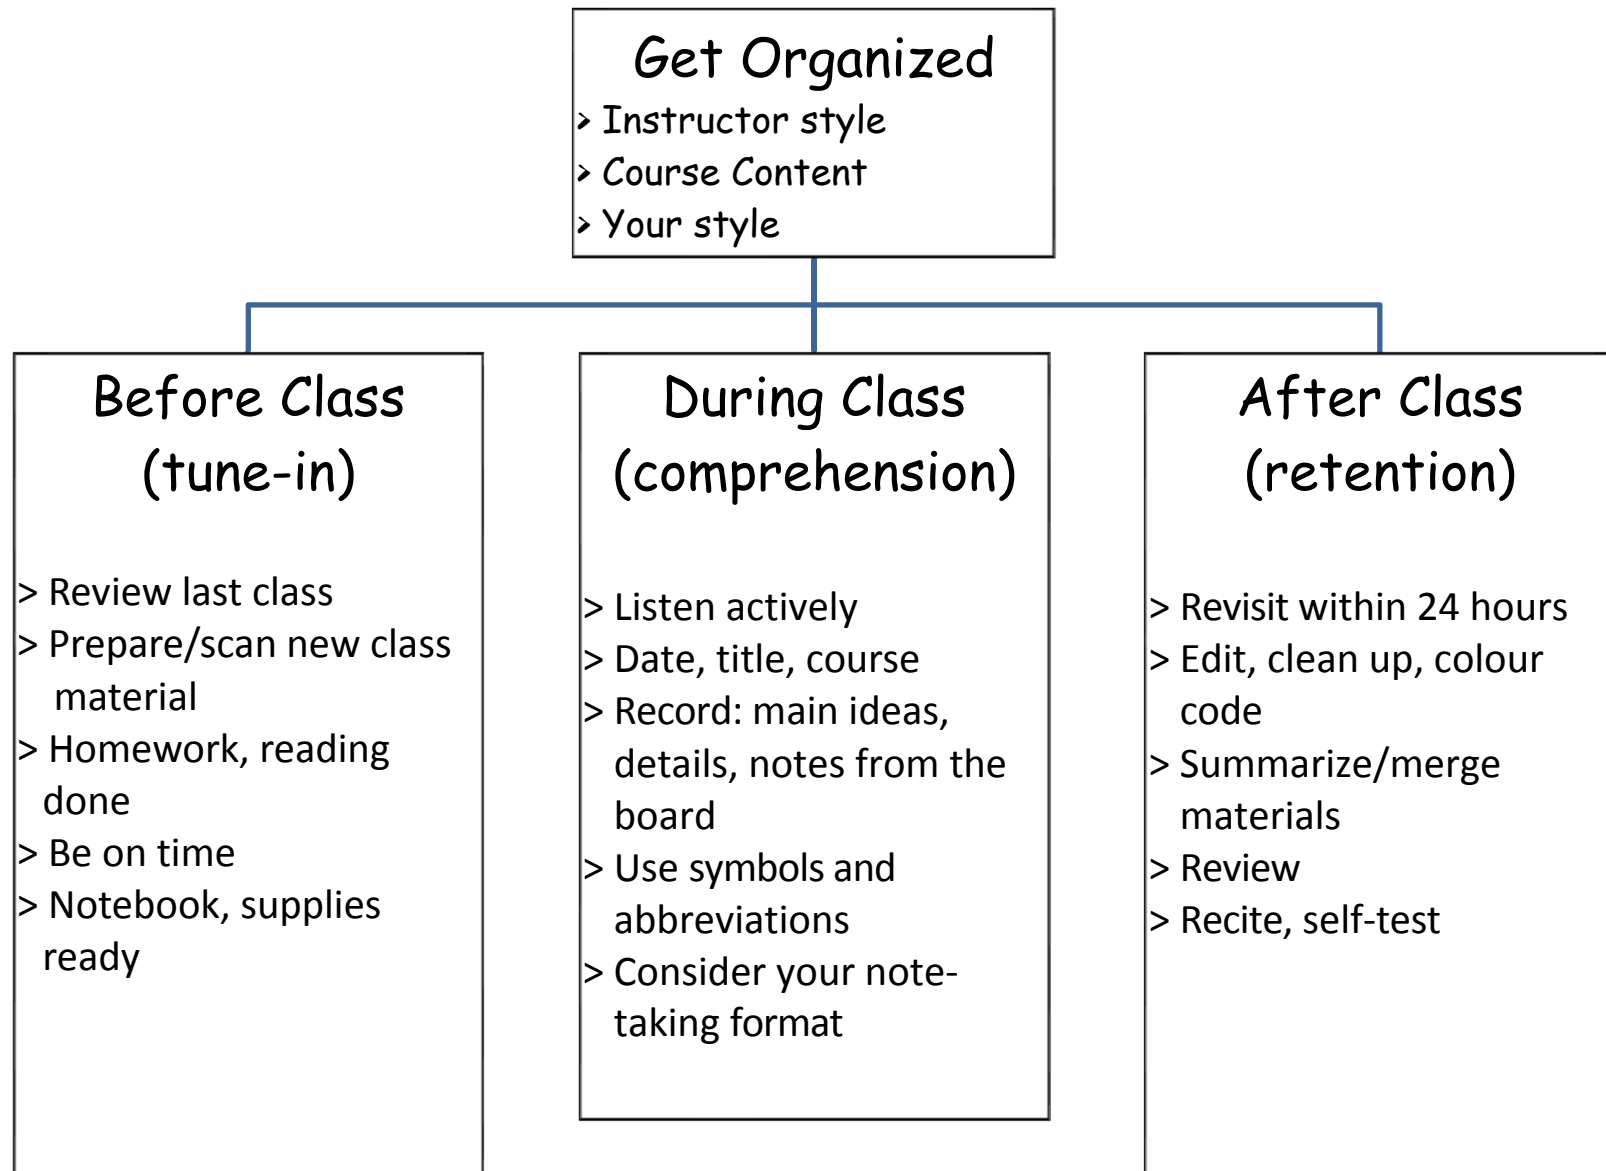 Get Organized
> Instructor style
> Course Content
> Your style
Before Class
(tune-in)
> Review last class
> Prepare/scan new class
material
> Homework, reading
done
> Be on time
> Notebook, supplies
ready
During Class
(comprehension)
> Listen actively
> Date, title, course
> Record: main ideas,
details, notes from the
board
> Use symbols and
abbreviations
> Consider your note-
taking format
After Class
(retention)
> Revisit within 24 hours
> Edit, clean up, colour
code
> Summarize/merge
materials
> Review
> Recite, self-test